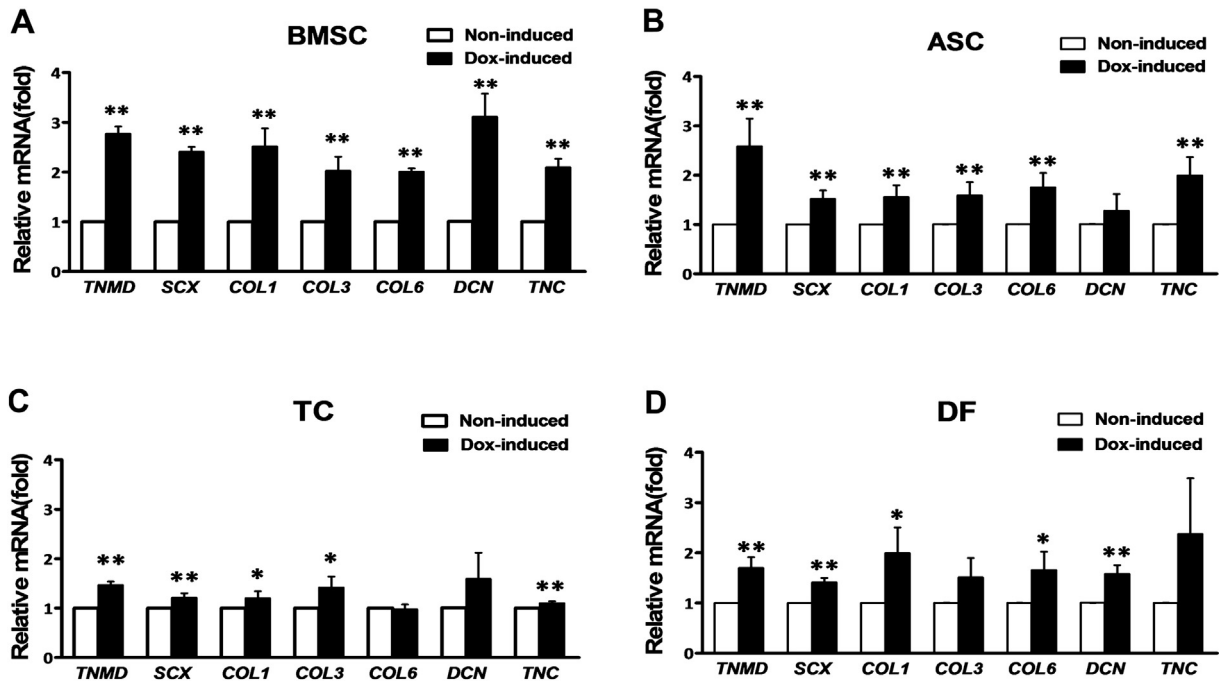 A
BMSC
Non-induced
Dox-induced
Relative mRNA(fold)
4
3
2
1
0
** ** ** ** ** ** **
TNMD SCX COL1 COL3 COL6 DCN TNC
B
ASC
Non-induced
Dox-induced
Relative mRNA(fold)
4
3
2
1
0
** ** ** ** ** **
TNMD SCX COL1 COL3 COL6 DCN TNC
C
TC
Non-induced
Dox-induced
Relative mRNA(fold)
4
3
2
1
0
** ** * * **
TNMD SCX COL1 COL3 COL6 DCN TNC
D
DF
Non-induced
Dox-induced
Relative mRNA(fold)
4
3
2
1
0
** ** * * **
TNMD SCX COL1 COL3 COL6 DCN TNC